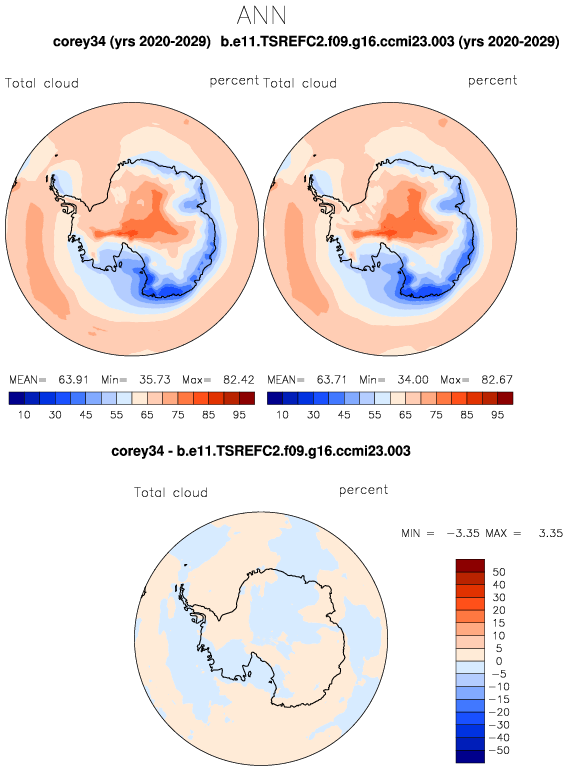 ANN
corey34 (yrs 2020-2029) b.e11.TSREFC2.f09.g16.ccmi23.003 (yrs 2020-2029)
Total cloud percent Total cloud percent
MEAN= 63.91 Min= 35.73 Max= 82.42 MEAN= 63.71 Min= 34.00 Max= 82.67
10 30 45 55 65 75 85 95 10 30 45 55 65 75 85 95
corey34 - b.e11.TSREFC2.f09.g16.ccmi23.003
Total cloud percent
MIN = -3.35 MAX = 3.35
50
40
30
20
15
10
5
0
-5
-10
-15
-20
-30
-40
-50